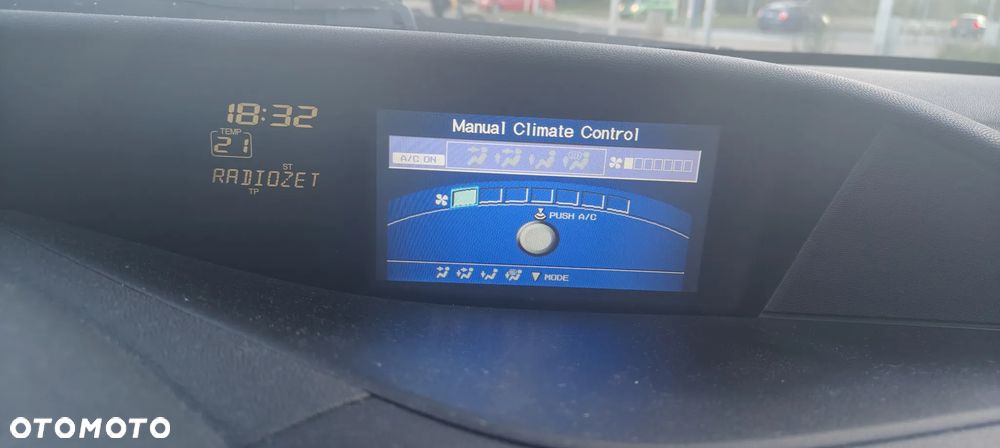 18:32
TEMP
21
ST
RADIOZET
TP
Manual Climate Control
A/C ON
PUSH A/C
MODE
OTOMOTO